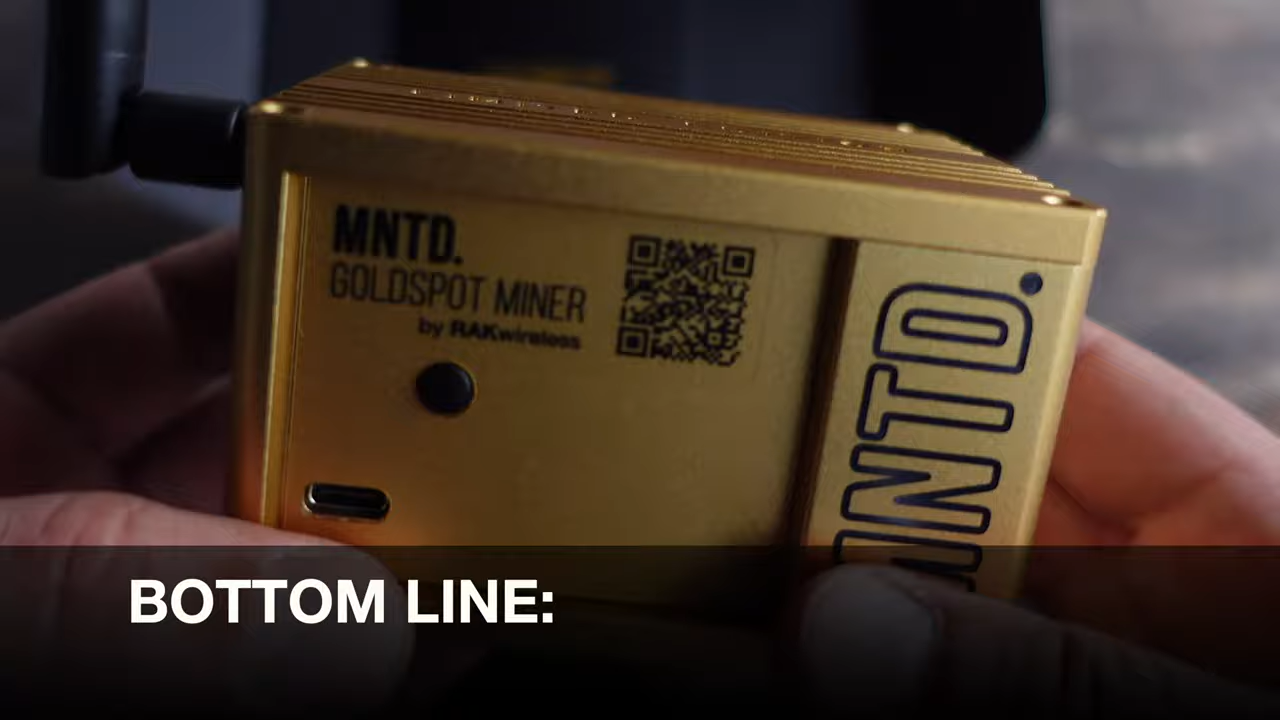 MNTD.
GOLDSPOT MINER
by RAKwireless
MNTD.
BOTTOM LINE: